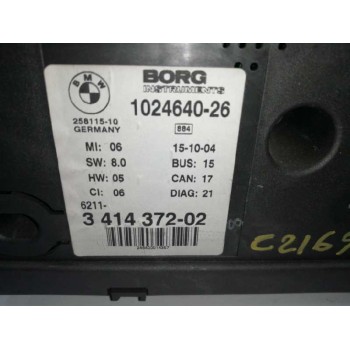 BMW
BORG
INSTRUMENTS
258115-10
GERMANY
1024640-26
884
MI: 06 15-10-04
SW: 8.0 BUS: 15
HW: 05 CAN: 17
CI: 06 DIAG: 21
6211-
3 414 372-02
C2169